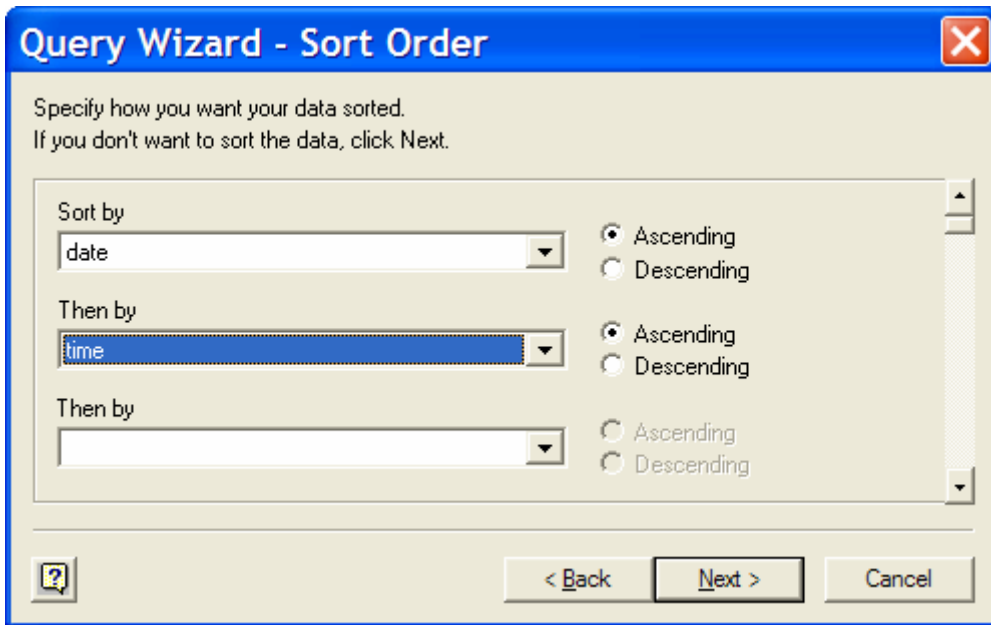 Query Wizard - Sort Order
Specify how you want your data sorted.
If you don't want to sort the data, click Next.
Sort by
date
Ascending
Descending
Then by
time
Ascending
Descending
Then by
Ascending
Descending
?
< Back
Next >
Cancel